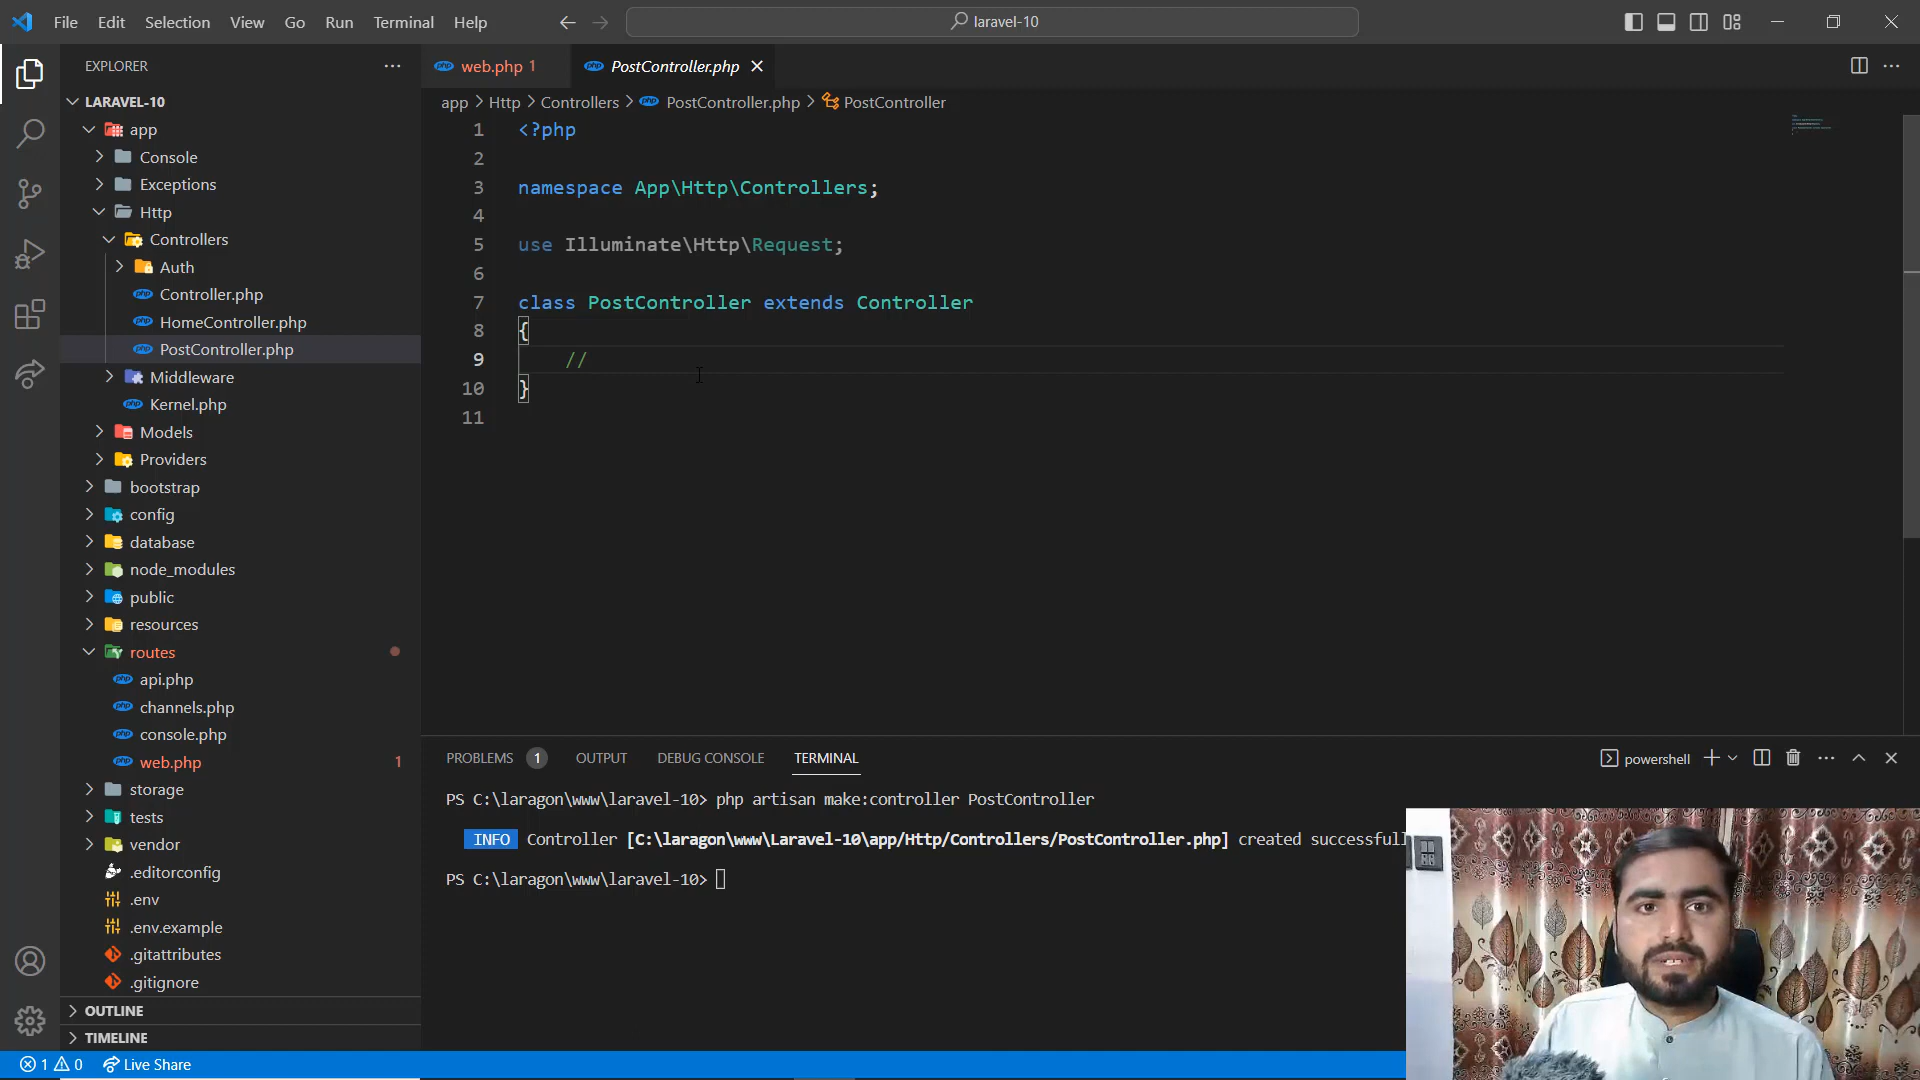 File Edit Selection View Go Run Terminal Help
laravel-10
EXPLORER
LARAVEL-10
app
Console
Exceptions
Http
Controllers
Auth
Controller.php
HomeController.php
PostController.php
Middleware
Kernel.php
Models
Providers
bootstrap
config
database
node_modules
public
resources
routes
api.php
channels.php
console.php
web.php 1
storage
tests
vendor
.editorconfig
.env
.env.example
.gitattributes
.gitignore
OUTLINE
TIMELINE
web.php 1
PostController.php
app > Http > Controllers > PostController.php > PostController
1 <?php
2
3 namespace App\Http\Controllers;
4
5 use Illuminate\Http\Request;
6
7 class PostController extends Controller
8 {
9 //
10 }
11
PROBLEMS 1 OUTPUT DEBUG CONSOLE TERMINAL
powershell
PS C:\laragon\www\laravel-10> php artisan make:controller PostController
INFO Controller [C:\laragon\www\Laravel-10\app/Http/Controllers/PostController.php] created successfull
PS C:\laragon\www\laravel-10>
1 0 Live Share